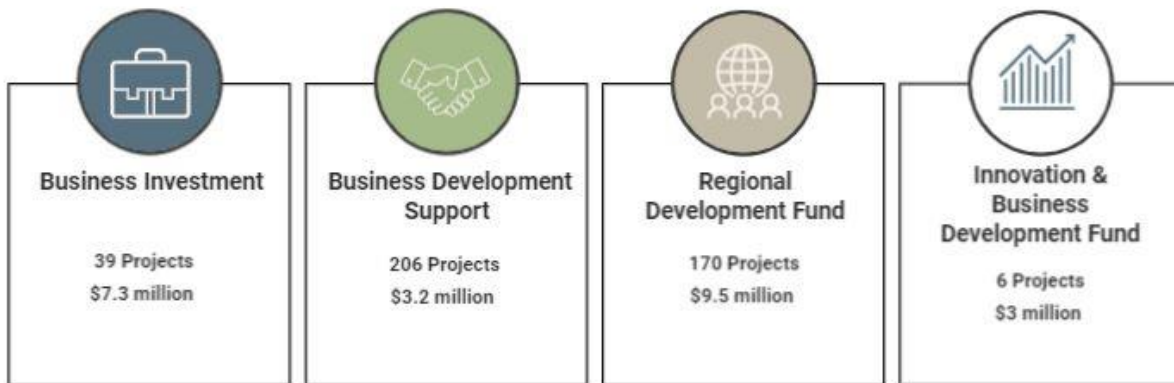 Business Investment
39 Projects
$7.3 million
Business Development
Support
206 Projects
$3.2 million
Regional
Development Fund
170 Projects
$9.5 million
Innovation &
Business
Development Fund
6 Projects
$3 million